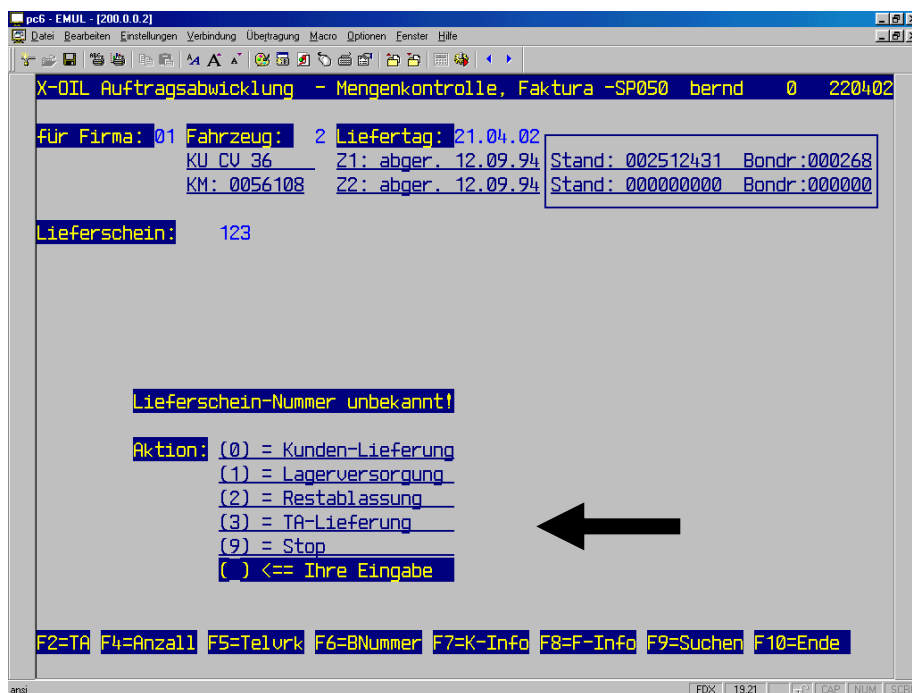 pc6 - EMUL - [200.0.0.2]
Datei Bearbeiten Einstellungen Verbindung Übertragung Macro Optionen Fenster Hilfe
X-OIL Auftragsabwicklung - Mengenkontrolle, Faktura -SP050 bernd 0 220402
für Firma: 01 Fahrzeug: 2 Liefertag: 21.04.02
KU CV 36 Z1: abger. 12.09.94 Stand: 002512431 Bondr:000268
KM: 0056108 Z2: abger. 12.09.94 Stand: 000000000 Bondr:000000
Lieferschein: 123
Lieferschein-Nummer unbekannt!
Aktion: (0) = Kunden-Lieferung
(1) = Lagerversorgung
(2) = Restablassung
(3) = TA-Lieferung
(9) = Stop
(_) <== Ihre Eingabe
F2=TA F4=Anzall F5=Telvrk F6=BNummer F7=K-Info F8=F-Info F9=Suchen F10=Ende
ansi FDX 19,21 CAP NUM SCR